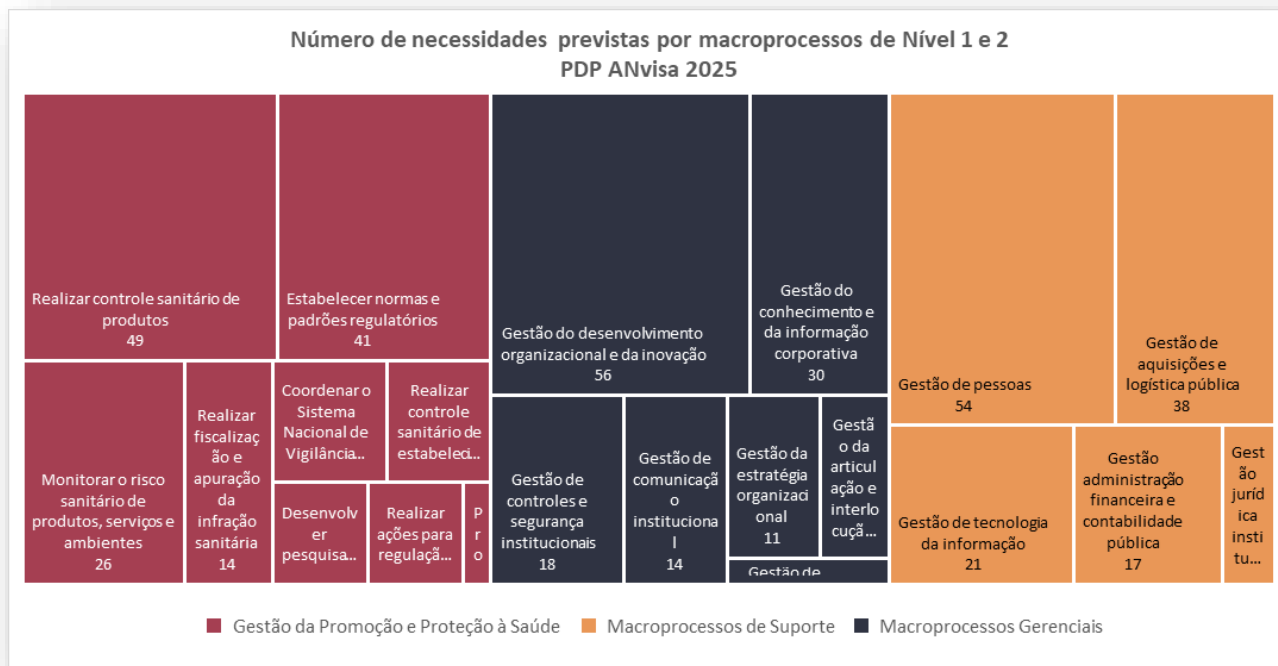 Número de necessidades previstas por macroprocessos de Nível 1 e 2
PDP ANvisa 2025
Realizar controle sanitário de
produtos
49
Estabelecer normas e
padrões regulatórios
41
Monitorar o risco
sanitário de
produtos, serviços e
ambientes
26
Realizar
fiscalizaç
ão e
apuração
da
infração
sanitária
14
Coordenar o
Sistema
Nacional de
Vigilância...
Realizar
controle
sanitário de
estabeleci...
Desenvolv
er
pesquisa...
Realizar
ações para
regulaçã...
P
r
o
Gestão do desenvolvimento
organizacional e da inovação
56
Gestão do
conhecimento e
da informação
corporativa
30
Gestão de
controles e
segurança
institucionais
18
Gestão de
comunicaçã
o
instituciona
l
14
Gestão da
estratégia
organizaci
onal
11
Gestã
o da
articul
ação e
interlo
cuçã...
Gestão de
Gestão de pessoas
54
Gestão de
aquisições e
logística pública
38
Gestão de tecnologia
da informação
21
Gestão
administração
financeira e
contabilidade
pública
17
Gest
ão
juríd
ica
insti
tu...
Gestão da Promoção e Proteção à Saúde
Macroprocessos de Suporte
Macroprocessos Gerenciais